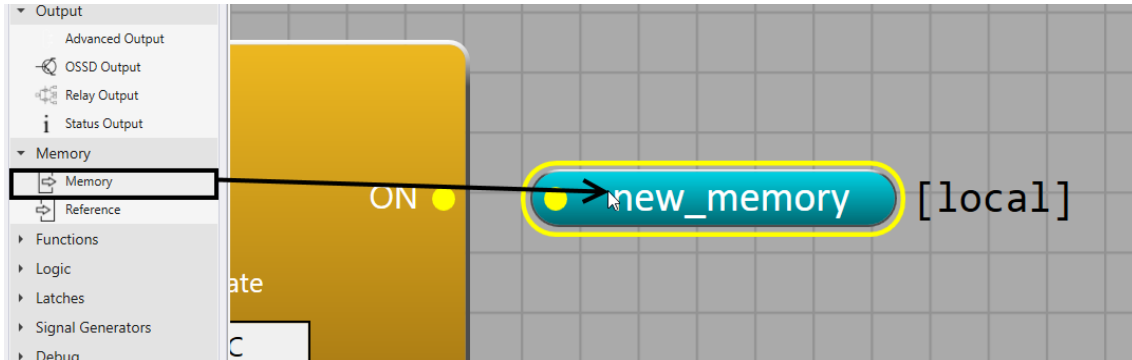 Output
Advanced Output
OSSD Output
Relay Output
Status Output
Memory
Memory
Reference
Functions
Logic
Latches
Signal Generators
Debug
ON
ate
C
new_memory [local]